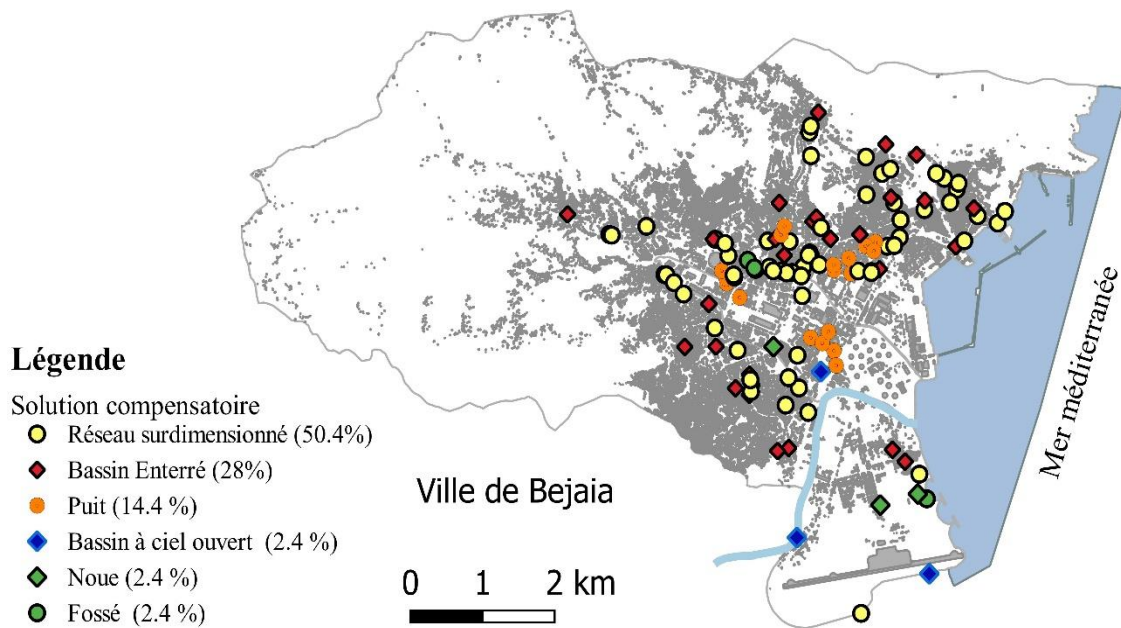 Légende
Solution compensatoire
Réseau surdimensionné (50.4%)
Bassin Enterré (28%)
Puit (14.4 %)
Bassin à ciel ouvert (2.4 %)
Noue (2.4 %)
Fossé (2.4 %)
Ville de Bejaia
0 1 2 km
Mer méditerranée